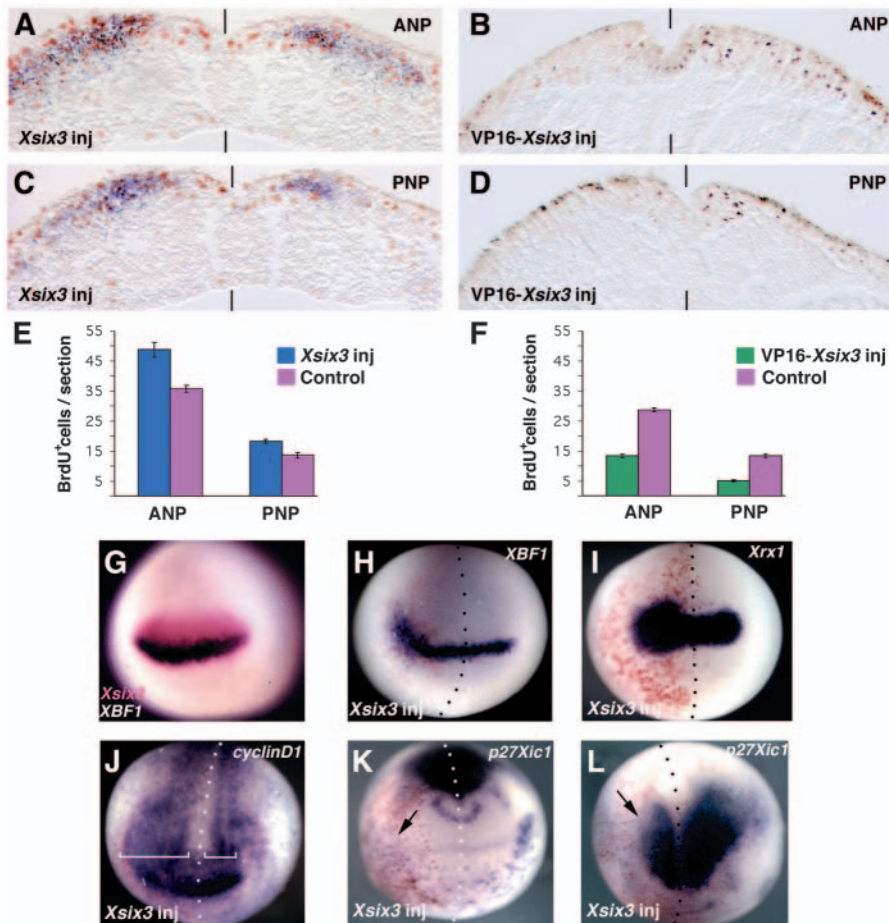 A ANP
Xsix3 inj
B ANP
VP16-Xsix3 inj
C PNP
Xsix3 inj
D PNP
VP16-Xsix3 inj
E
BrdU+cells / section
55
45
35
25
15
5
Xsix3 inj
Control
ANP PNP
F
BrdU+cells / section
55
45
35
25
15
5
VP16-Xsix3 inj
Control
ANP PNP
G
Xsix3
XBF1
H XBF1
Xsix3 inj
I Xrx1
Xsix3 inj
J cyclinD1
Xsix3 inj
K p27Xic1
Xsix3 inj
L p27Xic1
Xsix3 inj